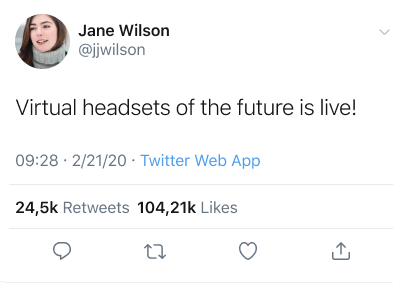 Jane Wilson
@jjwilson
Virtual headsets of the future is live!
09:28 · 2/21/20 · Twitter Web App
24,5k Retweets 104,21k Likes